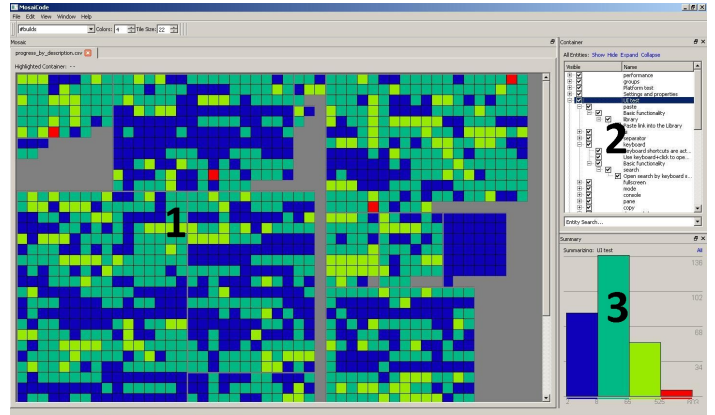 MosaiCode
File Edit View Window Help
#builds Colors: 4 Tile Size: 22
Mosaic
progress_by_description.csv
Highlighted Container: --
1
Container
All Entities: Show Hide Expand Collapse
Visible Name
performance
groups
Platform test
Settings and properties
UI test
paste
Basic functionality
library
Paste link into the Library
separator
keyboard
keyboard shortcuts are act...
Use keyboard+click to ope...
Basic functionality
search
Open search by keyboard s...
fullscreen
mode
console
pane
copy
2
Entity Search...
Summary
Summarizing: UI test All
136
102
68
34
3
2 9 65 526